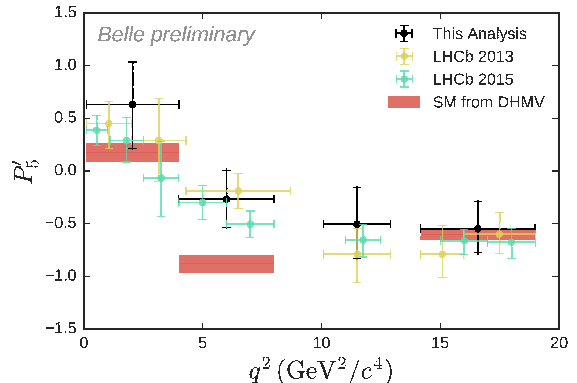 Belle preliminary
This Analysis
LHCb 2013
LHCb 2015
SM from DHMV
1.5
1.0
0.5
0.0
−0.5
−1.0
−1.5
P′5
0
5
10
15
20
q² (GeV²/c⁴)